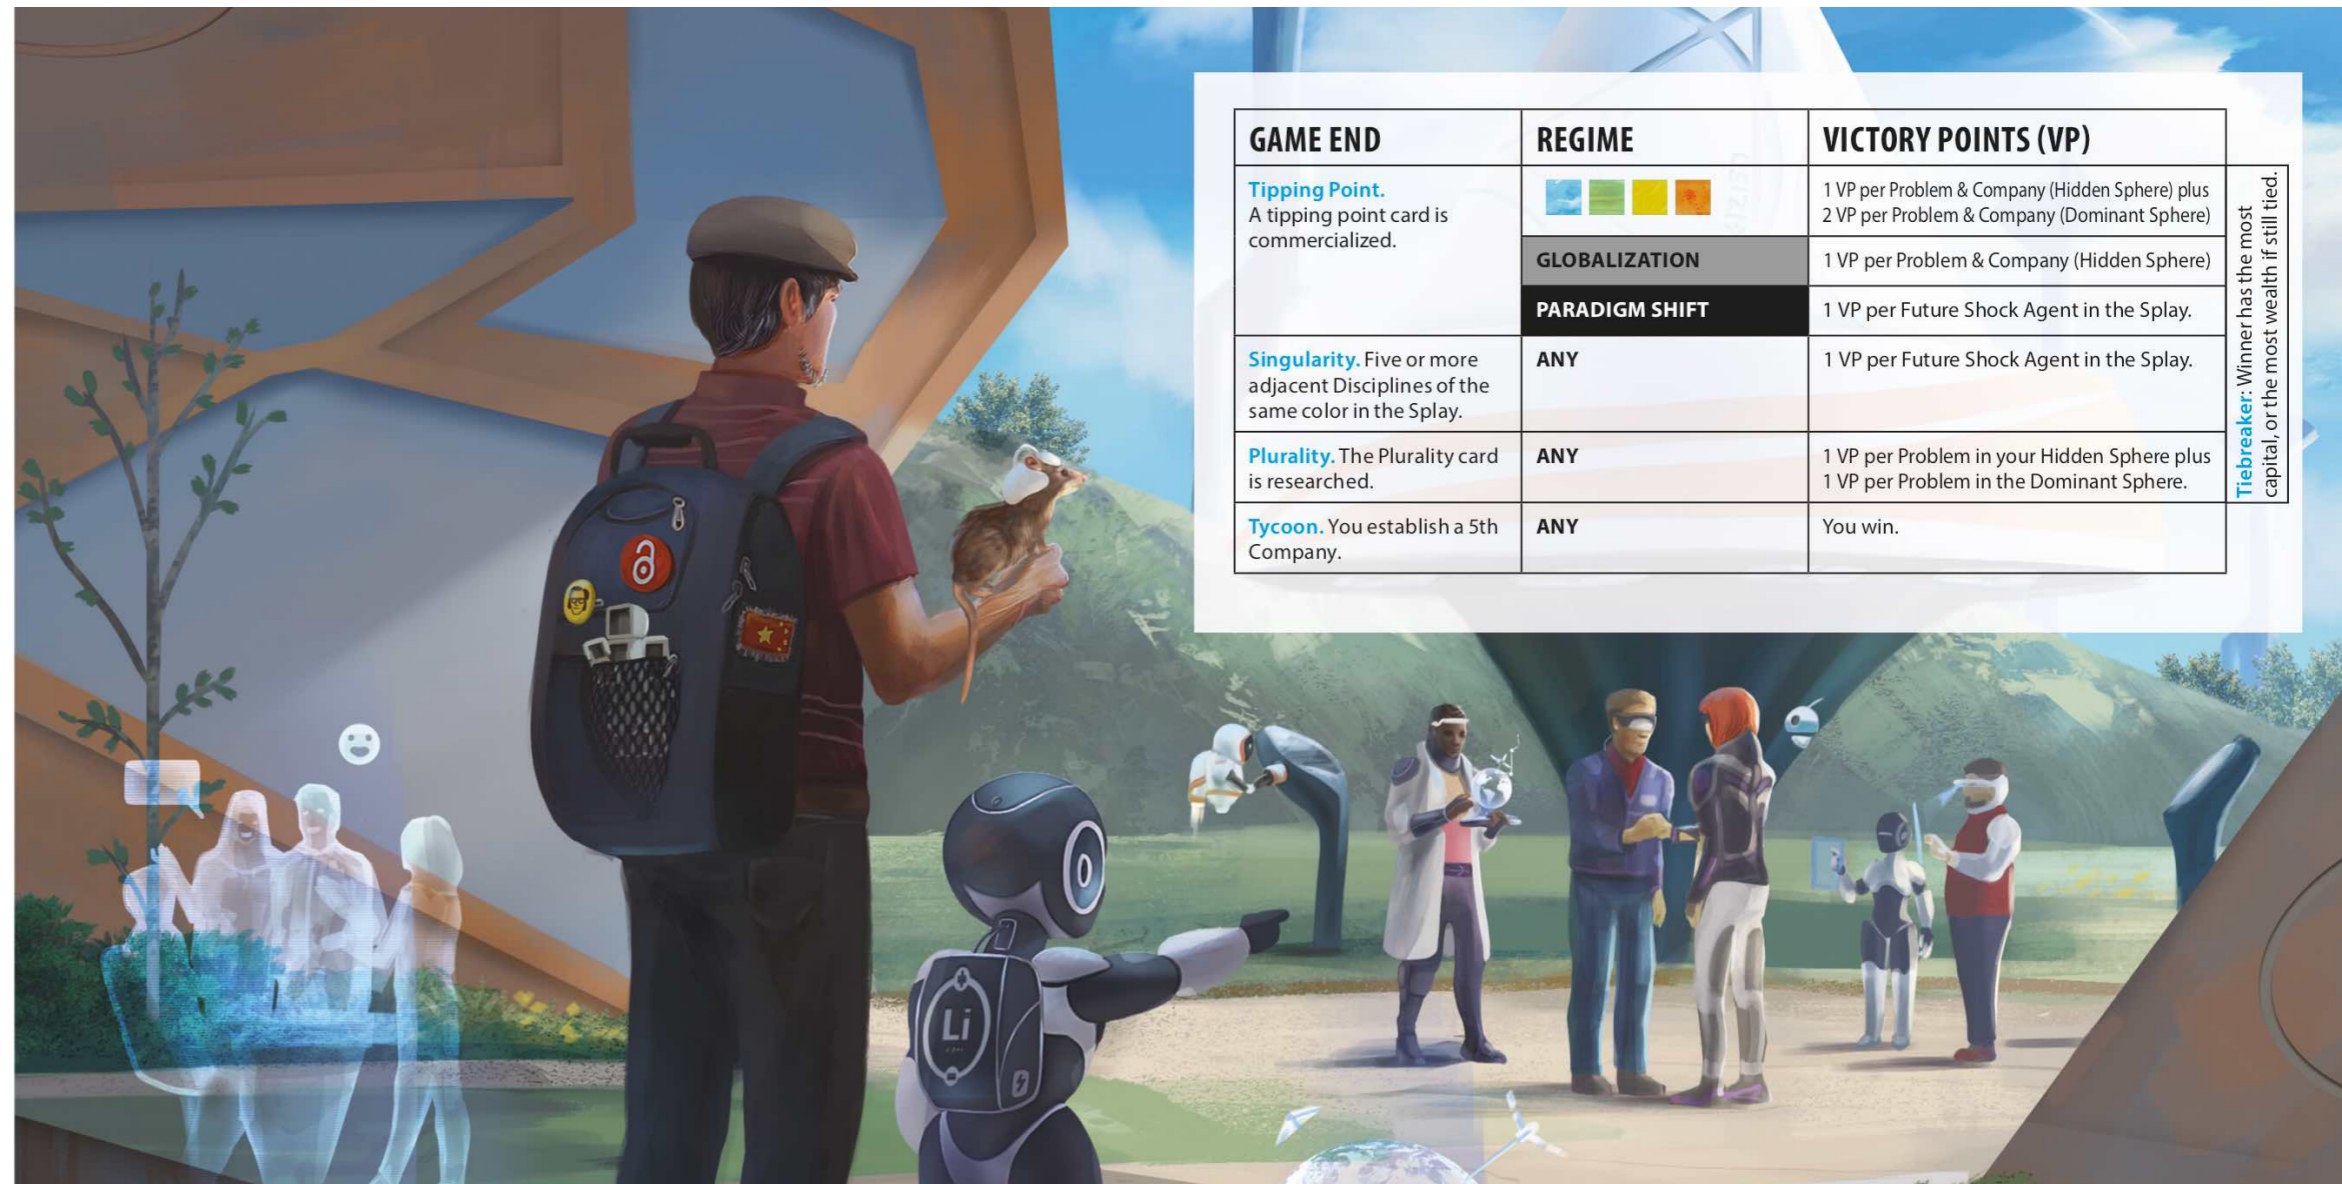 GAME END
REGIME
VICTORY POINTS (VP)
Tipping Point.
A tipping point card is
commercialized.
1 VP per Problem & Company (Hidden Sphere) plus
2 VP per Problem & Company (Dominant Sphere)
GLOBALIZATION
1 VP per Problem & Company (Hidden Sphere)
PARADIGM SHIFT
1 VP per Future Shock Agent in the Splay.
Singularity. Five or more
adjacent Disciplines of the
same color in the Splay.
ANY
1 VP per Future Shock Agent in the Splay.
Plurality. The Plurality card
is researched.
ANY
1 VP per Problem in your Hidden Sphere plus
1 VP per Problem in the Dominant Sphere.
Tycoon. You establish a 5th
Company.
ANY
You win.
Tiebreaker: Winner has the most
capital, or the most wealth if still tied.
Li